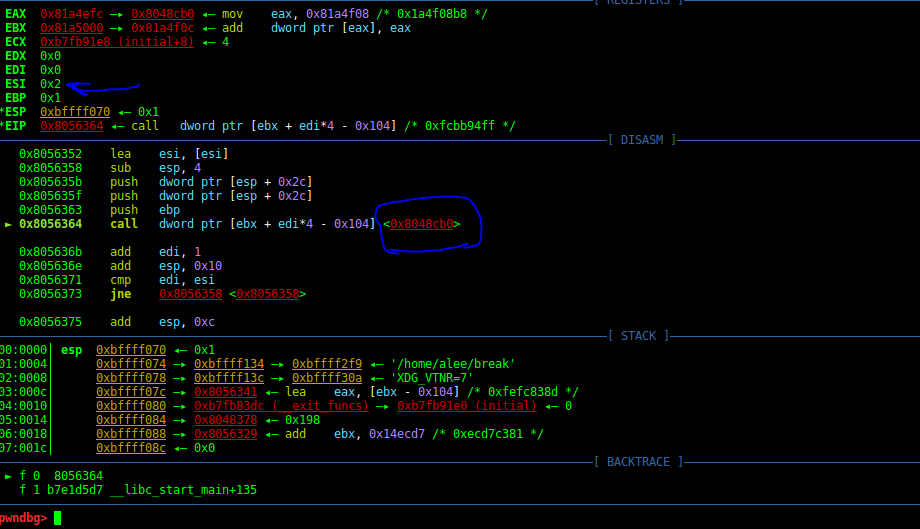 [ REGISTERS ]
EAX 0x81a4efc —▸ 0x8048cb0 ◂— mov eax, 0x81a4f08 /* 0x1a4f08b8 */
EBX 0x81a5000 —▸ 0x81a4f0c ◂— add dword ptr [eax], eax
ECX 0xb7fb91e8 (initial+8) ◂— 4
EDX 0x0
EDI 0x0
ESI 0x2
EBP 0x1
*ESP 0xbffff070 ◂— 0x1
*EIP 0x8056364 ◂— call dword ptr [ebx + edi*4 - 0x104] /* 0xfcbb94ff */
[ DISASM ]
0x8056352 lea esi, [esi]
0x8056358 sub esp, 4
0x805635b push dword ptr [esp + 0x2c]
0x805635f push dword ptr [esp + 0x2c]
0x8056363 push ebp
► 0x8056364 call dword ptr [ebx + edi*4 - 0x104] <0x8048cb0>
0x805636b add edi, 1
0x805636e add esp, 0x10
0x8056371 cmp edi, esi
0x8056373 jne 0x8056358 <0x8056358>
0x8056375 add esp, 0xc
[ STACK ]
00:0000│ esp 0xbffff070 ◂— 0x1
01:0004│ 0xbffff074 —▸ 0xbffff134 —▸ 0xbffff2f9 ◂— '/home/alee/break'
02:0008│ 0xbffff078 —▸ 0xbffff13c —▸ 0xbffff30a ◂— 'XDG_VTNR=7'
03:000c│ 0xbffff07c —▸ 0x8056341 ◂— lea eax, [ebx - 0x104] /* 0xfefc838d */
04:0010│ 0xbffff080 —▸ 0xb7fb83dc (__exit_funcs) —▸ 0xb7fb91e0 (initial) ◂— 0
05:0014│ 0xbffff084 —▸ 0x8048378 ◂— 0x198
06:0018│ 0xbffff088 —▸ 0x8056329 ◂— add ebx, 0x14ecd7 /* 0xecd7c381 */
07:001c│ 0xbffff08c ◂— 0x0
[ BACKTRACE ]
► f 0 8056364
f 1 b7e1d5d7 __libc_start_main+135
pwndbg>